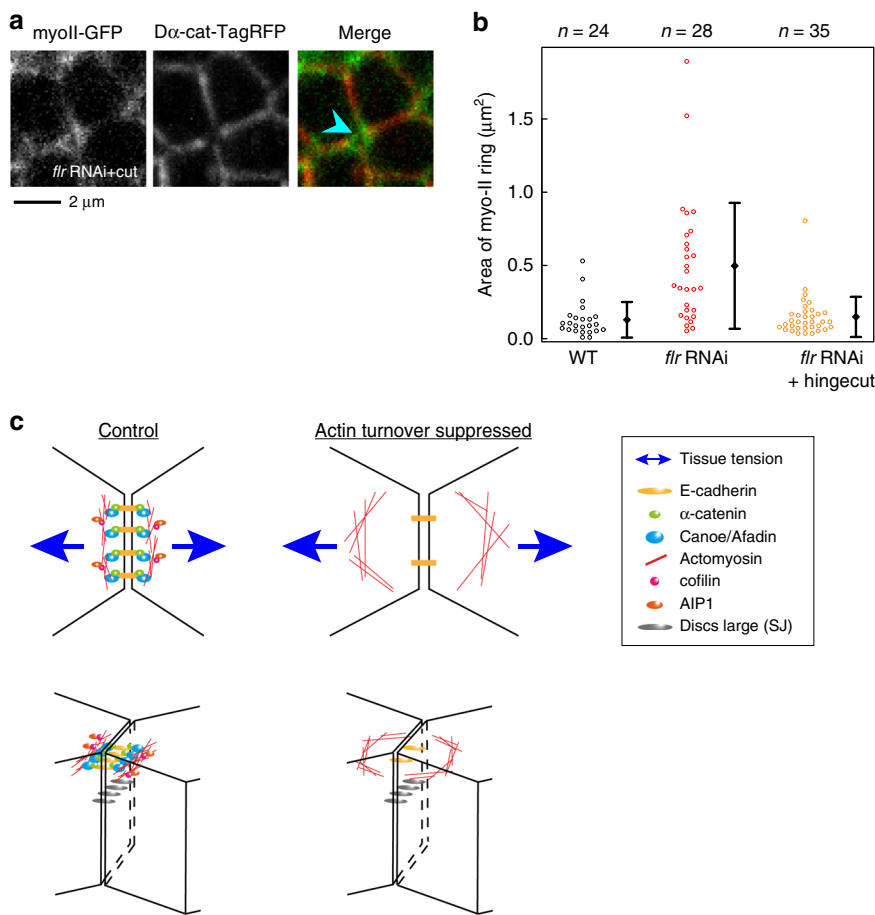 a
myoII-GFP
Dα-cat-TagRFP
Merge
flr RNAi+cut
2 μm
b
n = 24
n = 28
n = 35
Area of myo-II ring (μm²)
1.5
1.0
0.5
0.0
WT
flr RNAi
flr RNAi
+ hingecut
c
Control
Actin turnover suppressed
Tissue tension
E-cadherin
α-catenin
Canoe/Afadin
Actomyosin
cofilin
AIP1
Discs large (SJ)